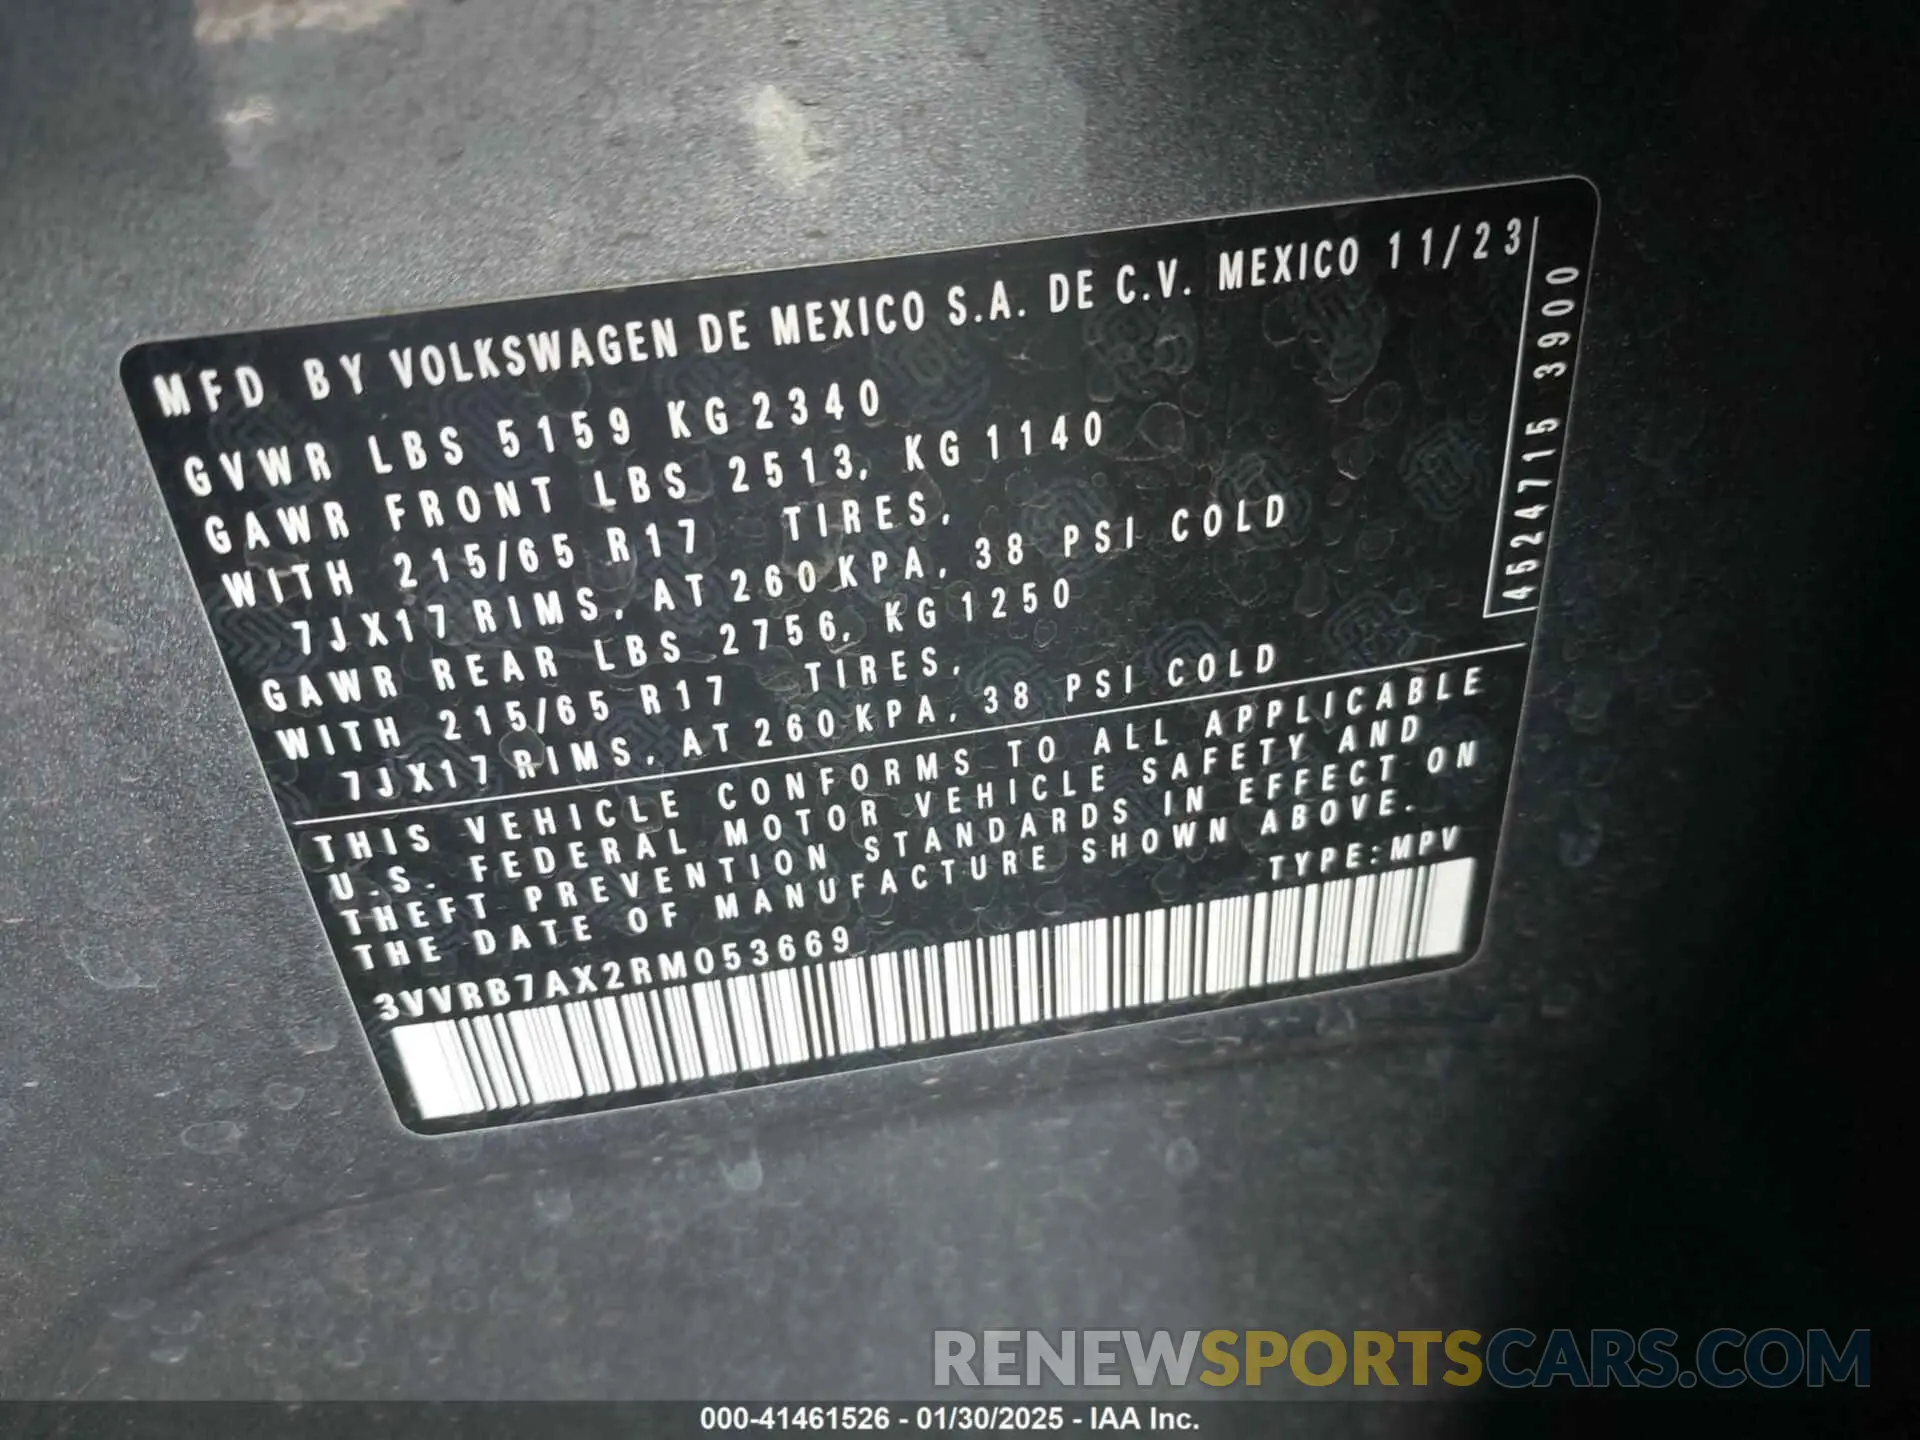 MFD BY VOLKSWAGEN DE MEXICO S.A. DE C.V. MEXICO 11/23
GVWR LBS 5159 KG 2340
GAWR FRONT LBS 2513, KG 1140
WITH 215/65 R17 TIRES,
7JX17 RIMS, AT 260 KPA, 38 PSI COLD
GAWR REAR LBS 2756, KG 1250
WITH 215/65 R17 TIRES,
7JX17 RIMS, AT 260 KPA, 38 PSI COLD
4524715 3900
THIS VEHICLE CONFORMS TO ALL APPLICABLE
U.S. FEDERAL MOTOR VEHICLE SAFETY AND
THEFT PREVENTION STANDARDS IN EFFECT ON
THE DATE OF MANUFACTURE SHOWN ABOVE.
TYPE:MPV
3VVRB7AX2RM053669
RENEWSPORTSCARS.COM
000-41461526 - 01/30/2025 - IAA Inc.